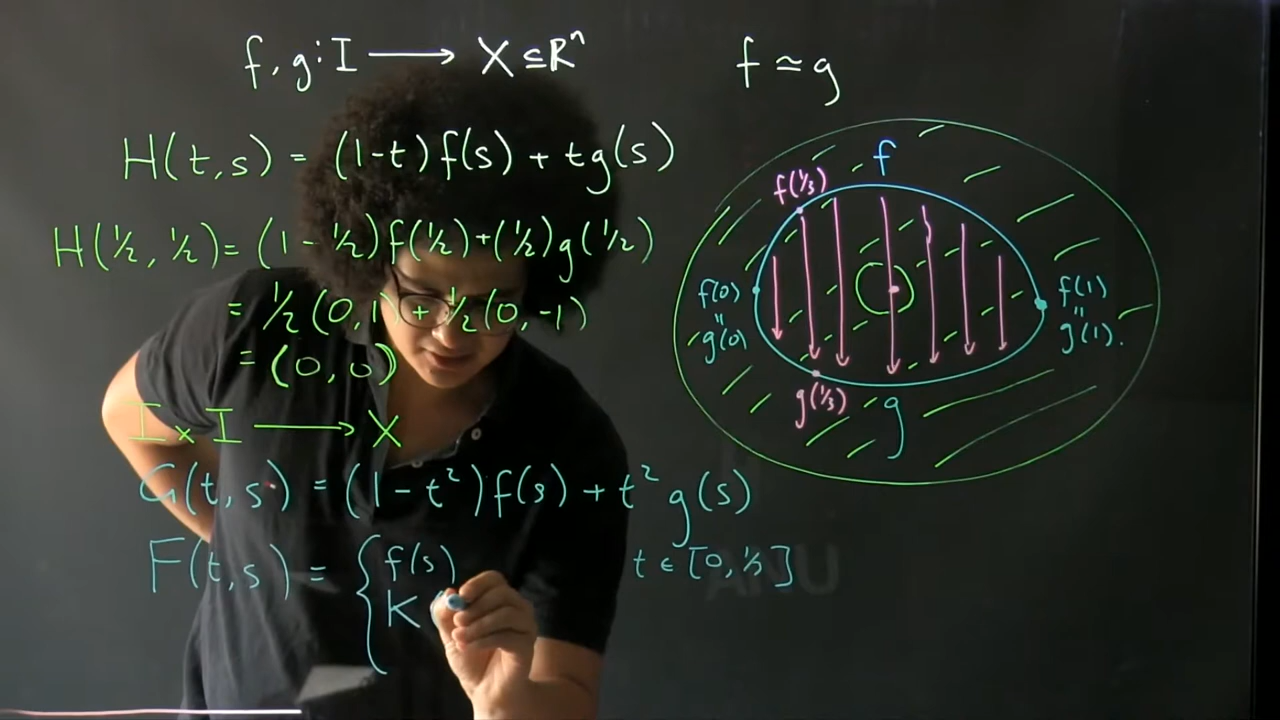 f, g : I ⟶ X ⊆ Rⁿ
f ≃ g
H(t,s) = (1-t)f(s) + tg(s)
H(½, ½) = (1-½)f(½)+(½)g(½)
= ½(0,1)+½(0,-1)
= (0,0)
I × I ⟶ X
G(t,s) = (1-t²)f(s) + t² g(s)
F(t,s) = { f(s) t ∈ [0, ⅓]
K
f
f(⅓)
f(0)
"
g(0)
f(1)
"
g(1).
g(⅓)
g